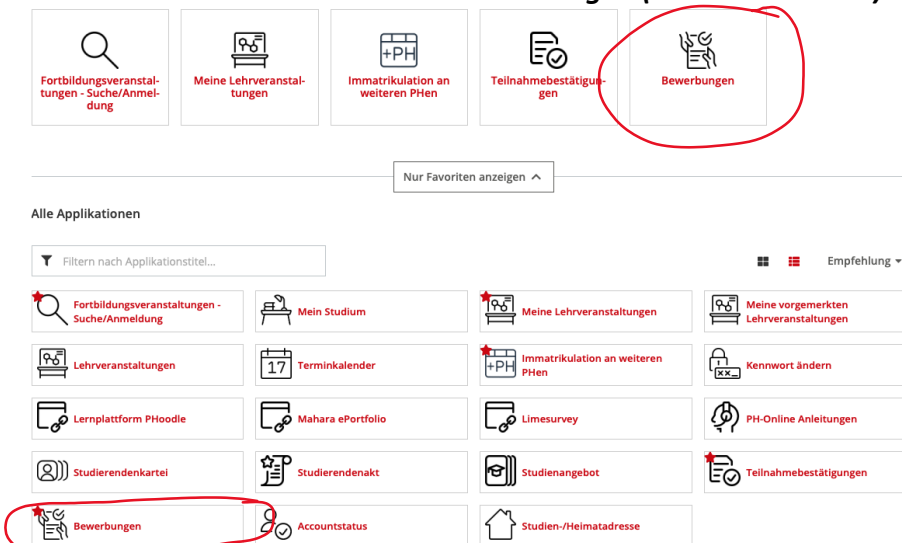 Fortbildungsveranstal-
tungen - Suche/Anmel-
dung
Meine Lehrveranstal-
tungen
+PH
Immatrikulation an
weiteren PHen
Teilnahmebestätigun-
gen
Bewerbungen
Nur Favoriten anzeigen
Alle Applikationen
Filtern nach Applikationstitel...
Empfehlung
Fortbildungsveranstaltungen -
Suche/Anmeldung
Mein Studium
Meine Lehrveranstaltungen
Meine vorgemerkten
Lehrveranstaltungen
Lehrveranstaltungen
17
Terminkalender
+PH
Immatrikulation an weiteren
PHen
Kennwort ändern
Lernplattform PHoodle
Mahara ePortfolio
Limesurvey
PH-Online Anleitungen
Studierendenkartei
Studierendenakt
Studienangebot
Teilnahmebestätigungen
Bewerbungen
Accountstatus
Studien-/Heimatadresse